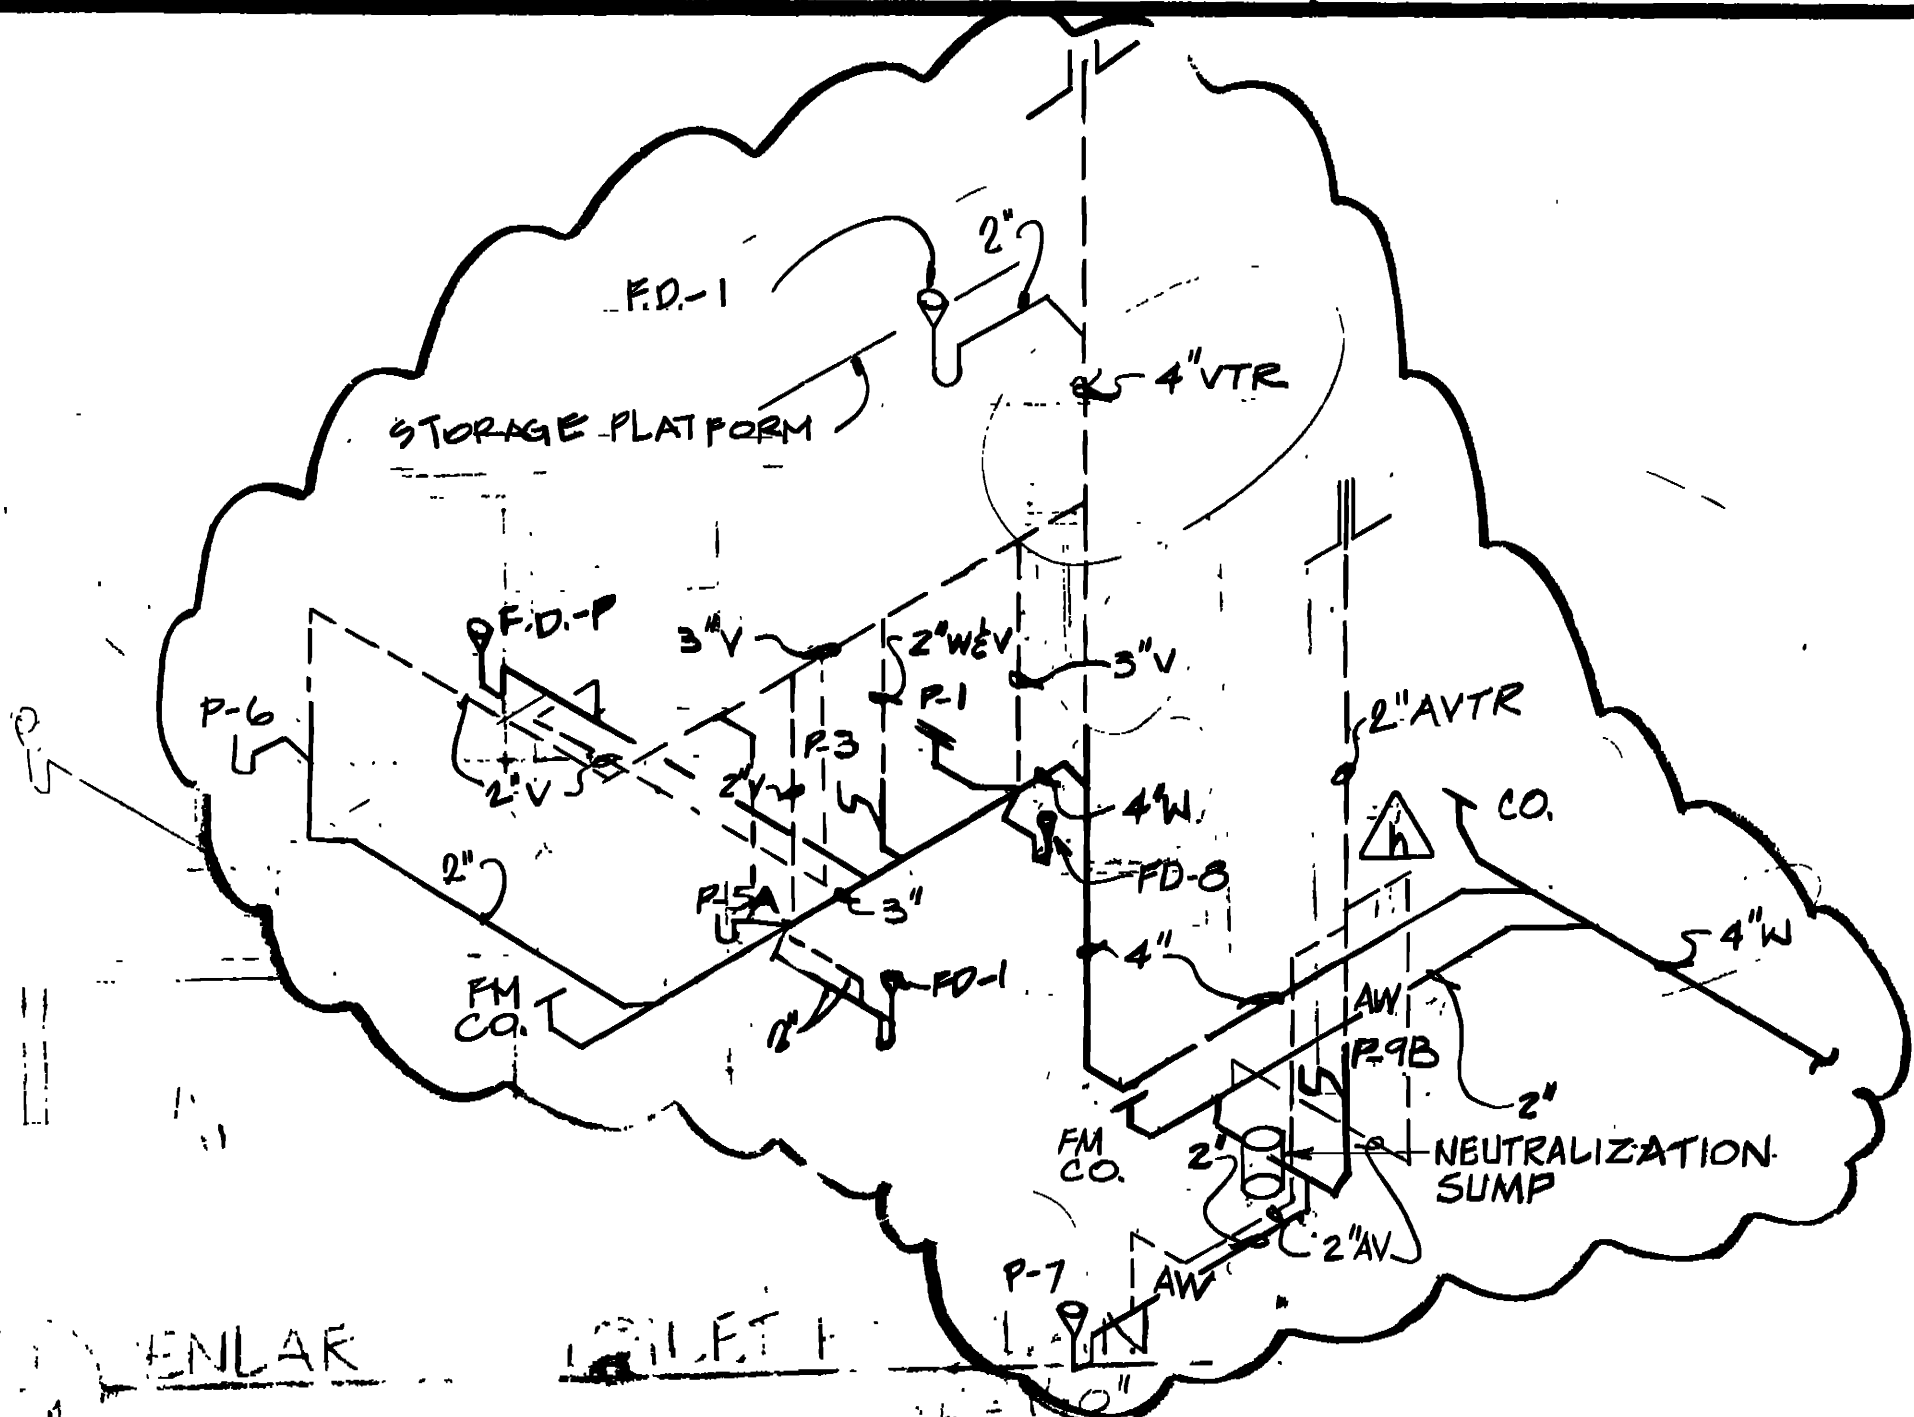 2"
F.D.-1
4"VTR
STORAGE PLATFORM
F.D.-P
3"V
2"W&V
3"V
P-1
P-6
2"AVTR
P-3
2"V
2"V
4"W
CO.
h
2"
FD-8
P-5A
3"
4"W
4"
FD-1
FM
CO.
AW
2"
P-9B
2"
FM
CO.
2"
NEUTRALIZATION
SUMP
2"AV
P-7
AW
ENLAR